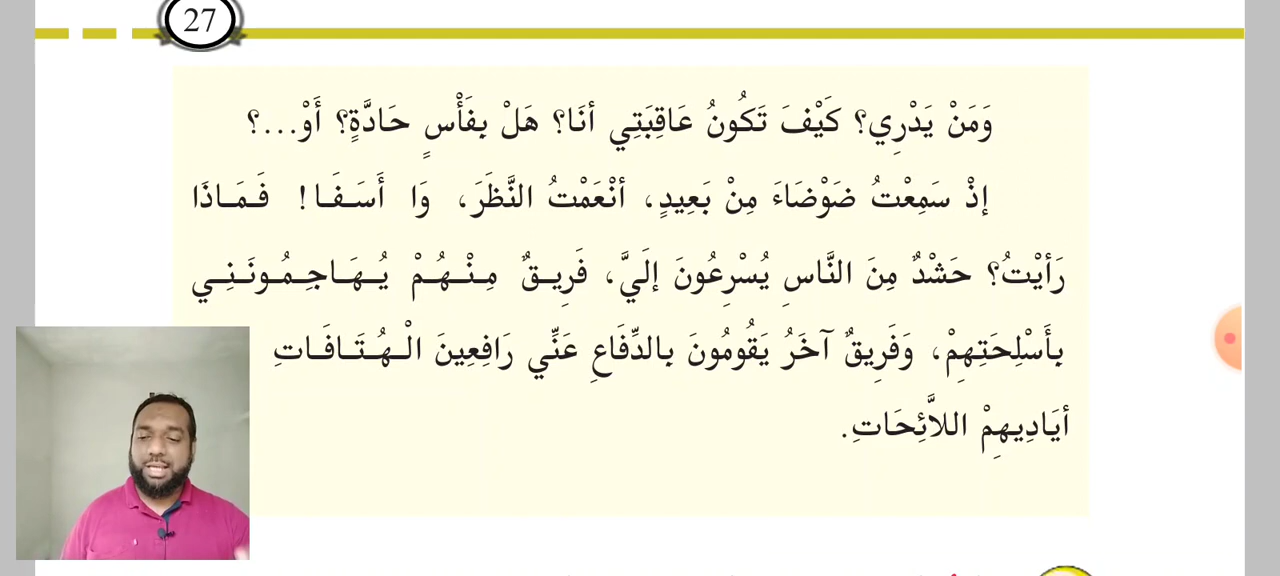 27
وَمَنْ يَدْرِي؟ كَيْفَ تَكُونُ عَاقِبَتِي أنَا؟ هَلْ بِفَأْسٍ حَادَّةٍ؟ أَوْ...؟
إذْ سَمِعْتُ ضَوْضَاءَ مِنْ بَعِيدٍ، أنْعَمْتُ النَّظَرَ، وَا أَسَفَا! فَمَاذَا
رَأيْتُ؟ حَشْدٌ مِنَ النَّاسِ يُسْرِعُونَ إلَيَّ، فَرِيقٌ مِنْهُمْ يُهَاجِمُونَنِي
بِأَسْلِحَتِهِمْ، وَفَرِيقٌ آخَرُ يَقُومُونَ بِالدِّفَاعِ عَنِّي رَافِعِينَ الْهُتَافَاتِ
أيَادِيهِمْ اللاَّئِحَاتِ.